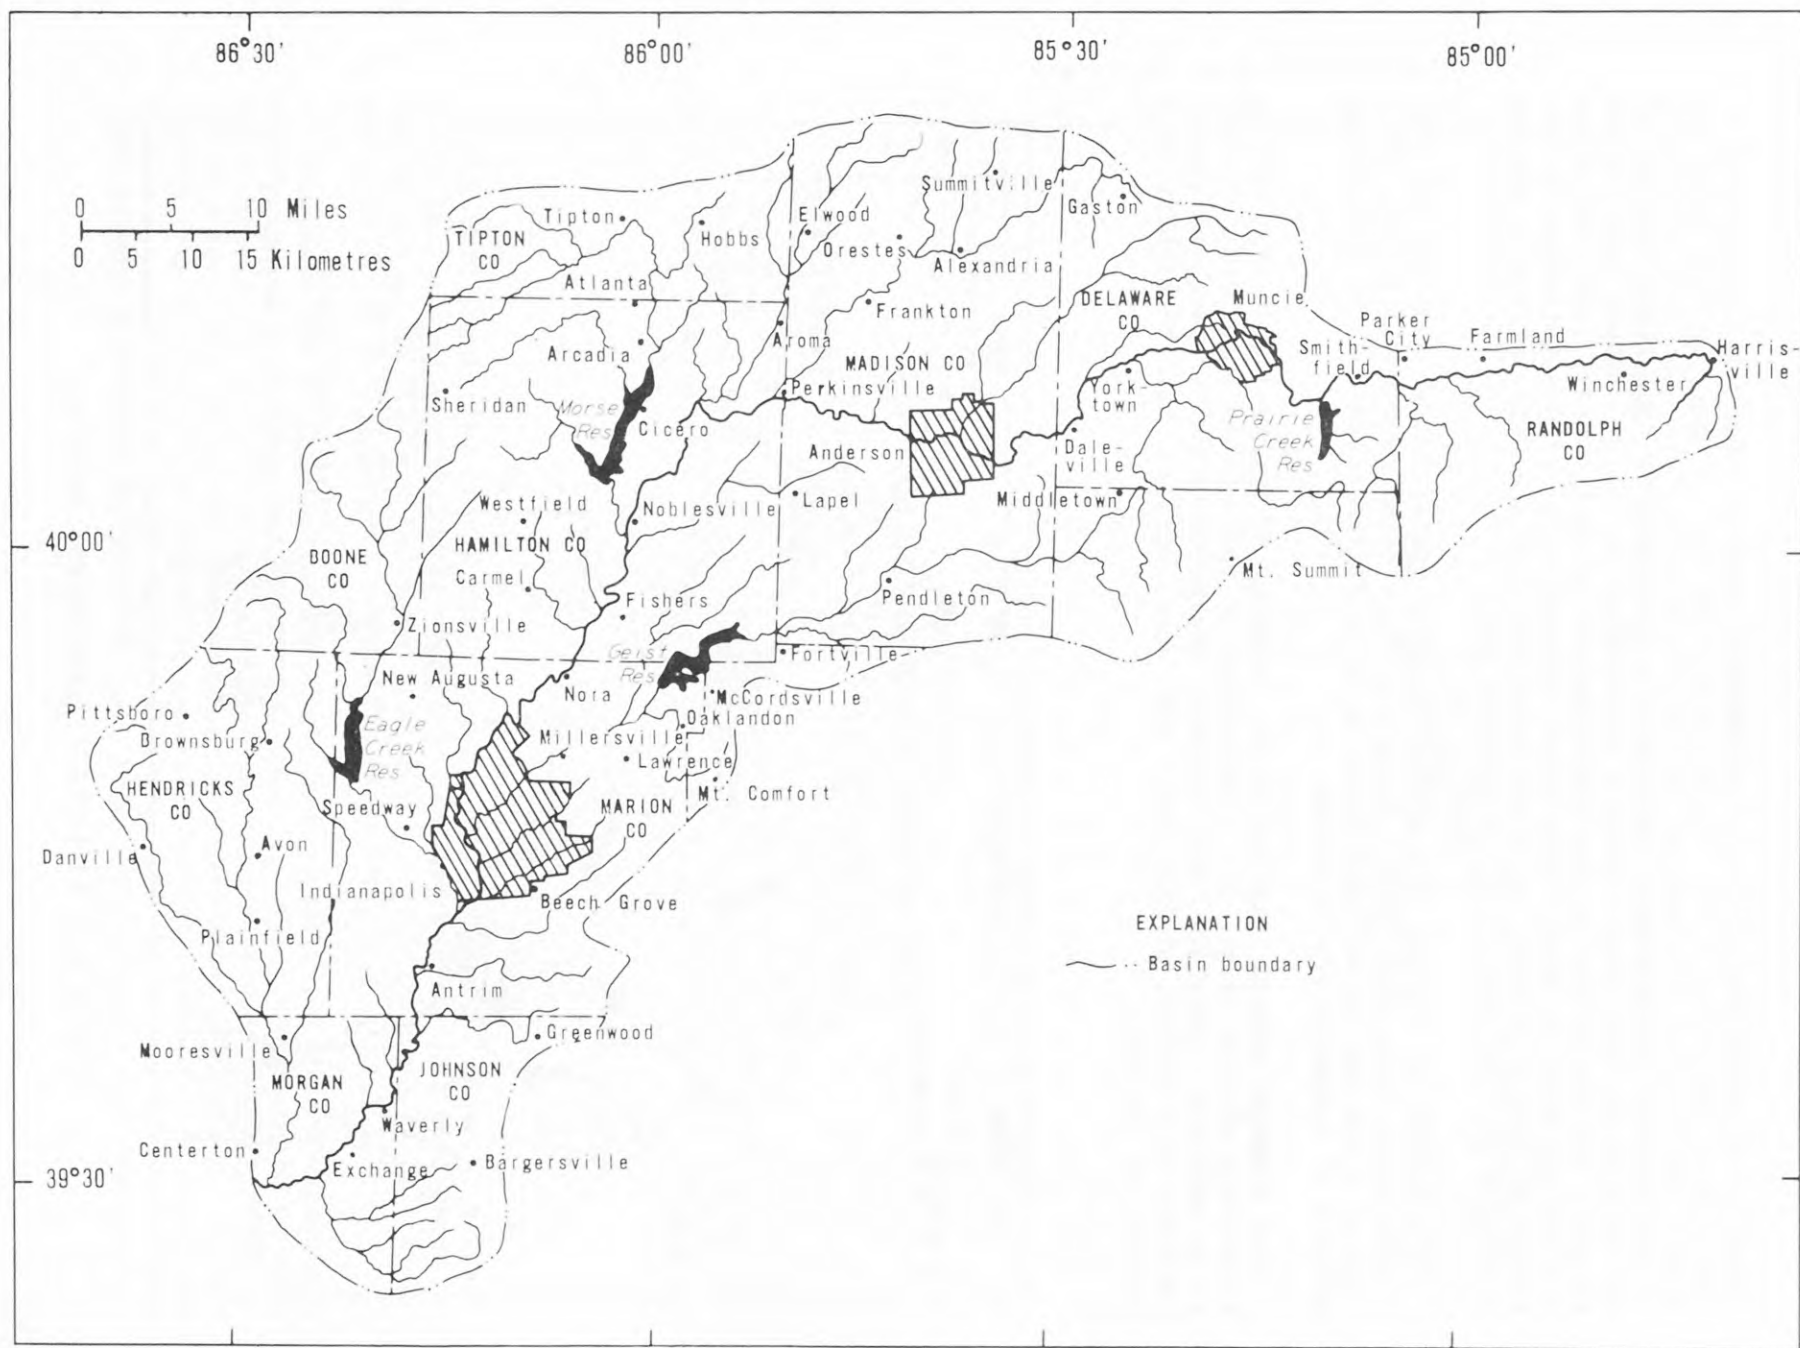 86°30'
86°00'
85°30'
85°00'
0 5 10 Miles
0 5 10 15 Kilometres
Summitville
Gaston
Tipton
Elwood
TIPTON
CO
Hobbs
Orestes
Alexandria
Atlanta
Frankton
DELAWARE
CO
Muncie
Parker
City
Farmland
Aroma
Arcadia
MADISON CO
Smith-
field
Harris-
ville
Perkinsville
York-
town
Winchester
Sheridan
Morse
Res
Cicero
Prairie
Creek
Res
RANDOLPH
CO
Anderson
Dale-
ville
Westfield
Noblesville
Lapel
Middletown
40°00'
BOONE
CO
HAMILTON CO
Carmel
Mt. Summit
Fishers
Pendleton
Zionsville
Geist
Res
Fortville
New Augusta
Nora
McCordsville
Pittsboro
Oaklandon
Brownsburg
Eagle
Creek
Res
Millersville
Lawrence
HENDRICKS
CO
Speedway
MARION
CO
Mt. Comfort
Danville
Avon
Indianapolis
Beech Grove
EXPLANATION
Plainfield
Basin boundary
Antrim
Greenwood
Mooresville
MORGAN
CO
JOHNSON
CO
Waverly
Centerton
Exchange
Bargersville
39°30'